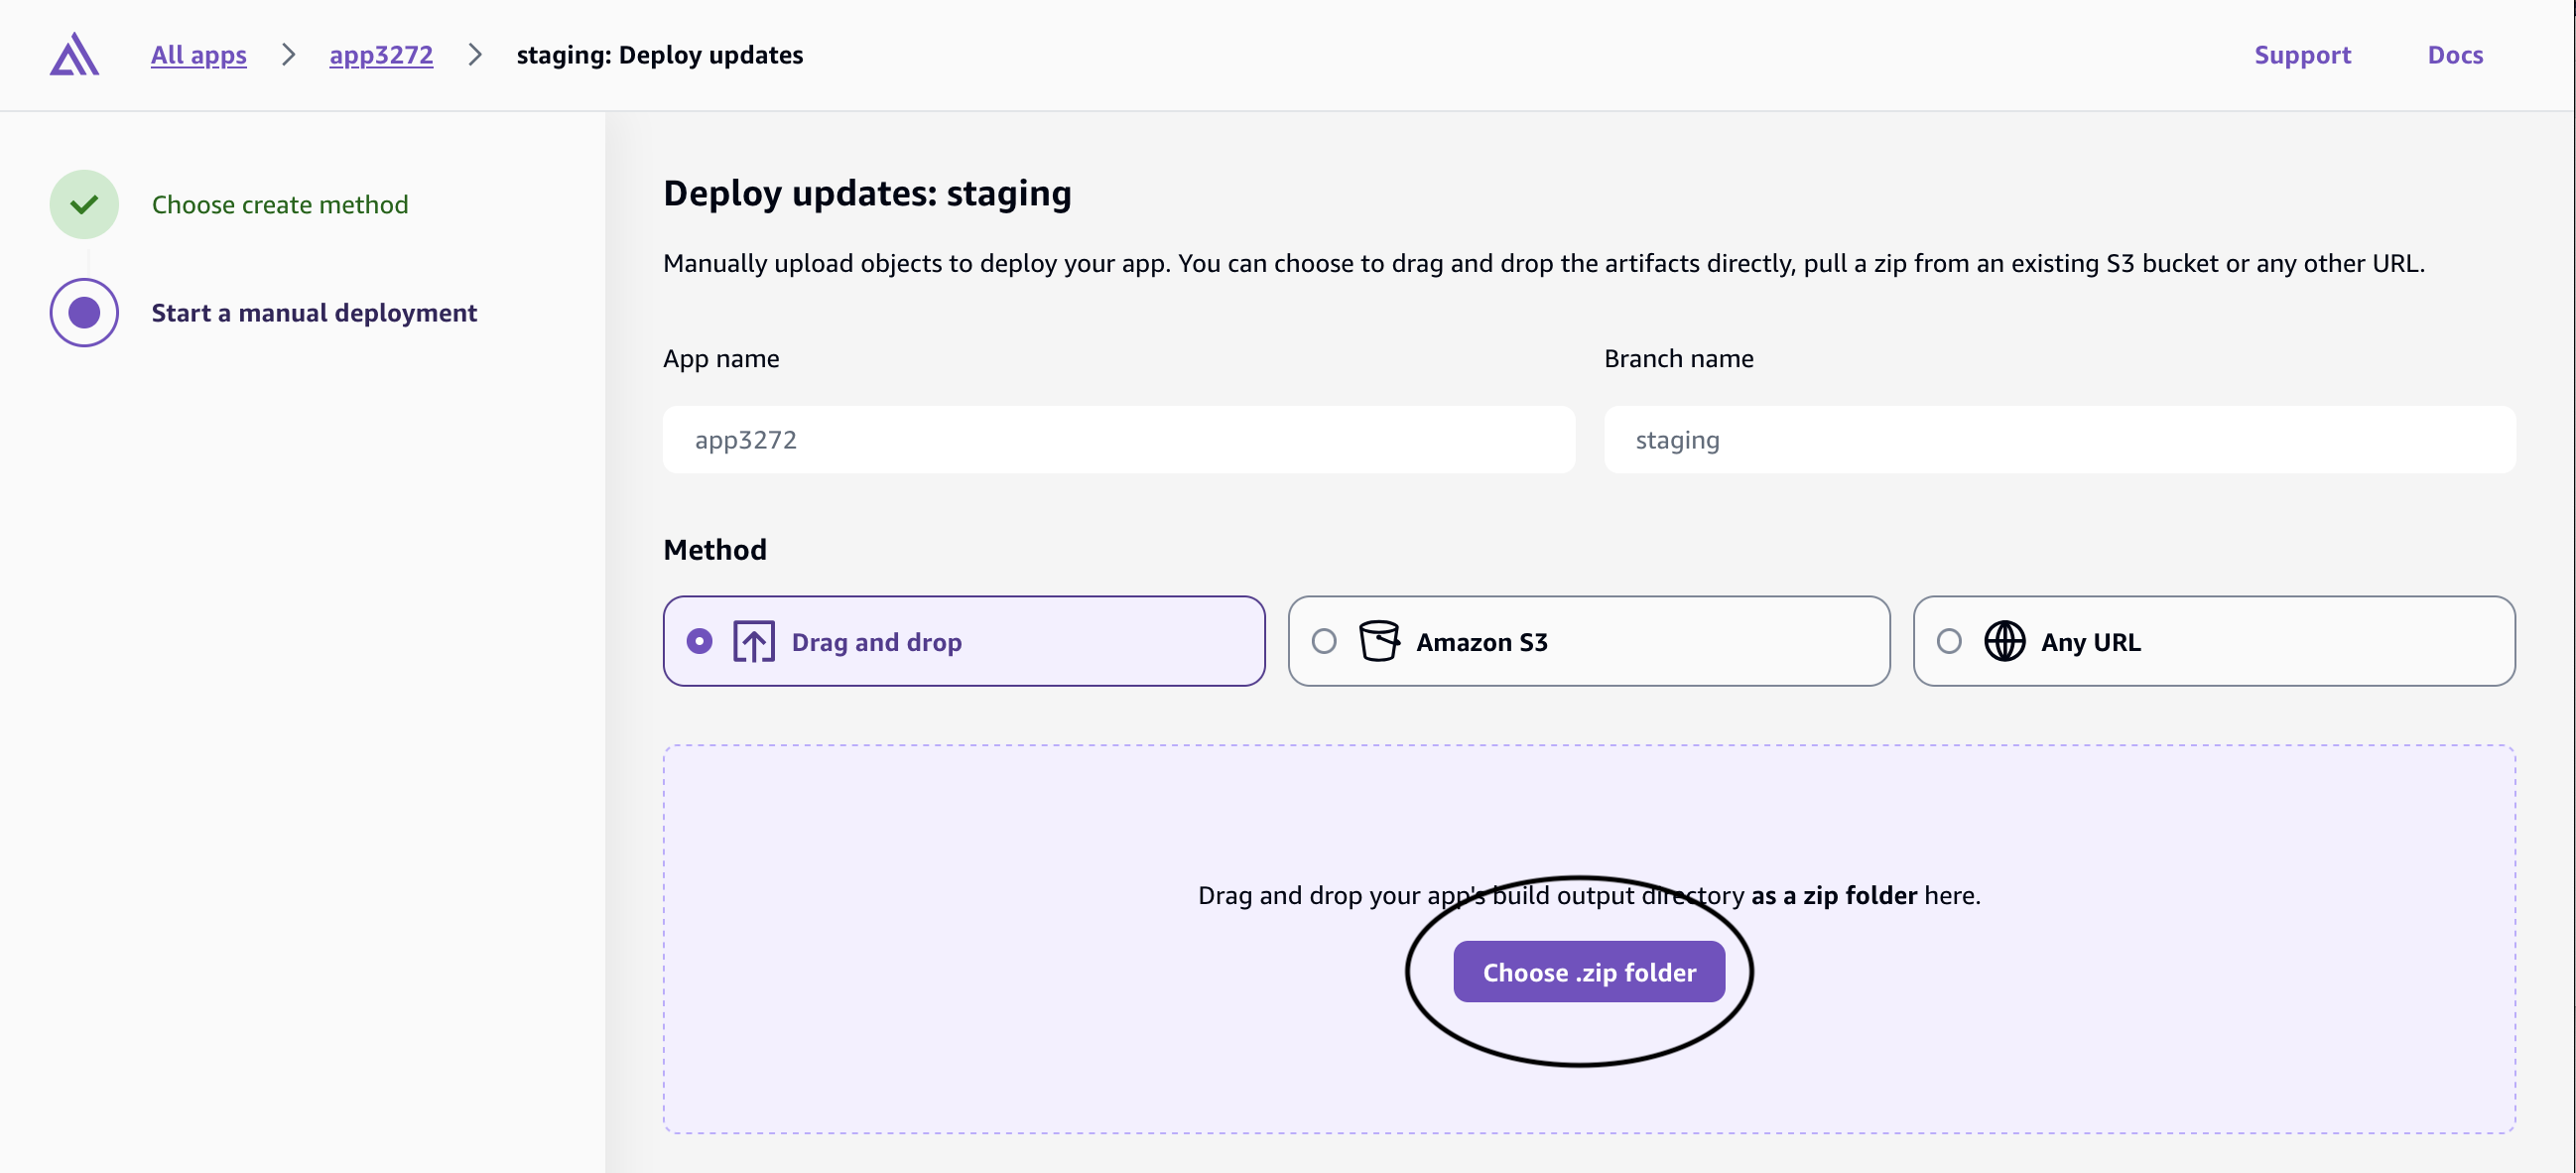 All apps > app3272 > staging: Deploy updates
Support Docs
Choose create method
Start a manual deployment
Deploy updates: staging
Manually upload objects to deploy your app. You can choose to drag and drop the artifacts directly, pull a zip from an existing S3 bucket or any other URL.
App name Branch name
app3272 staging
Method
Drag and drop Amazon S3 Any URL
Drag and drop your app's build output directory as a zip folder here.
Choose .zip folder